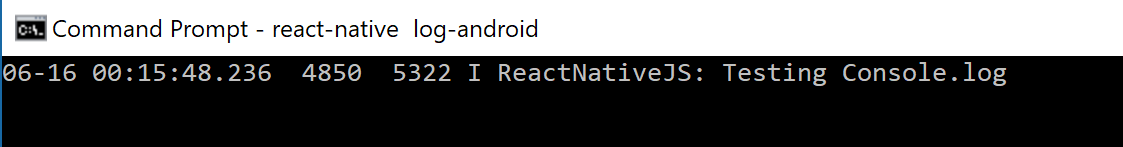 C:\.
Command Prompt - react-native  log-android
06-16 00:15:48.236  4850  5322 I ReactNativeJS: Testing Console.log